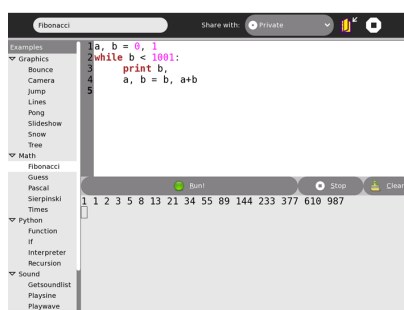 Fibonacci
Share with: Private
Examples
Graphics
Bounce
Camera
Jump
Lines
Pong
Slideshow
Snow
Tree
Math
Fibonacci
Guess
Pascal
Sierpinski
Times
Python
Function
If
Interpreter
Recursion
Sound
Getsoundlist
Playsine
Playwave
1 a, b = 0, 1
2 while b < 1001:
3 print b,
4 a, b = b, a+b
5
Run!
Stop
Clear
1 1 2 3 5 8 13 21 34 55 89 144 233 377 610 987